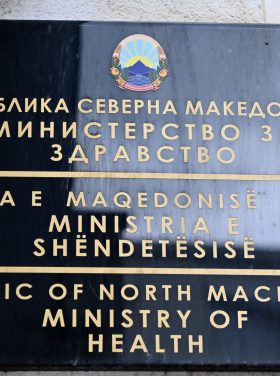 БЛИКА СЕВЕРНА МАКЕДО
МИНИСТЕРСТВО З
ЗДРАВСТВО
A E MAQEDONISË
MINISTRIA E
SHËNDETËSISË
IC OF NORTH MAC
MINISTRY OF
HEALTH